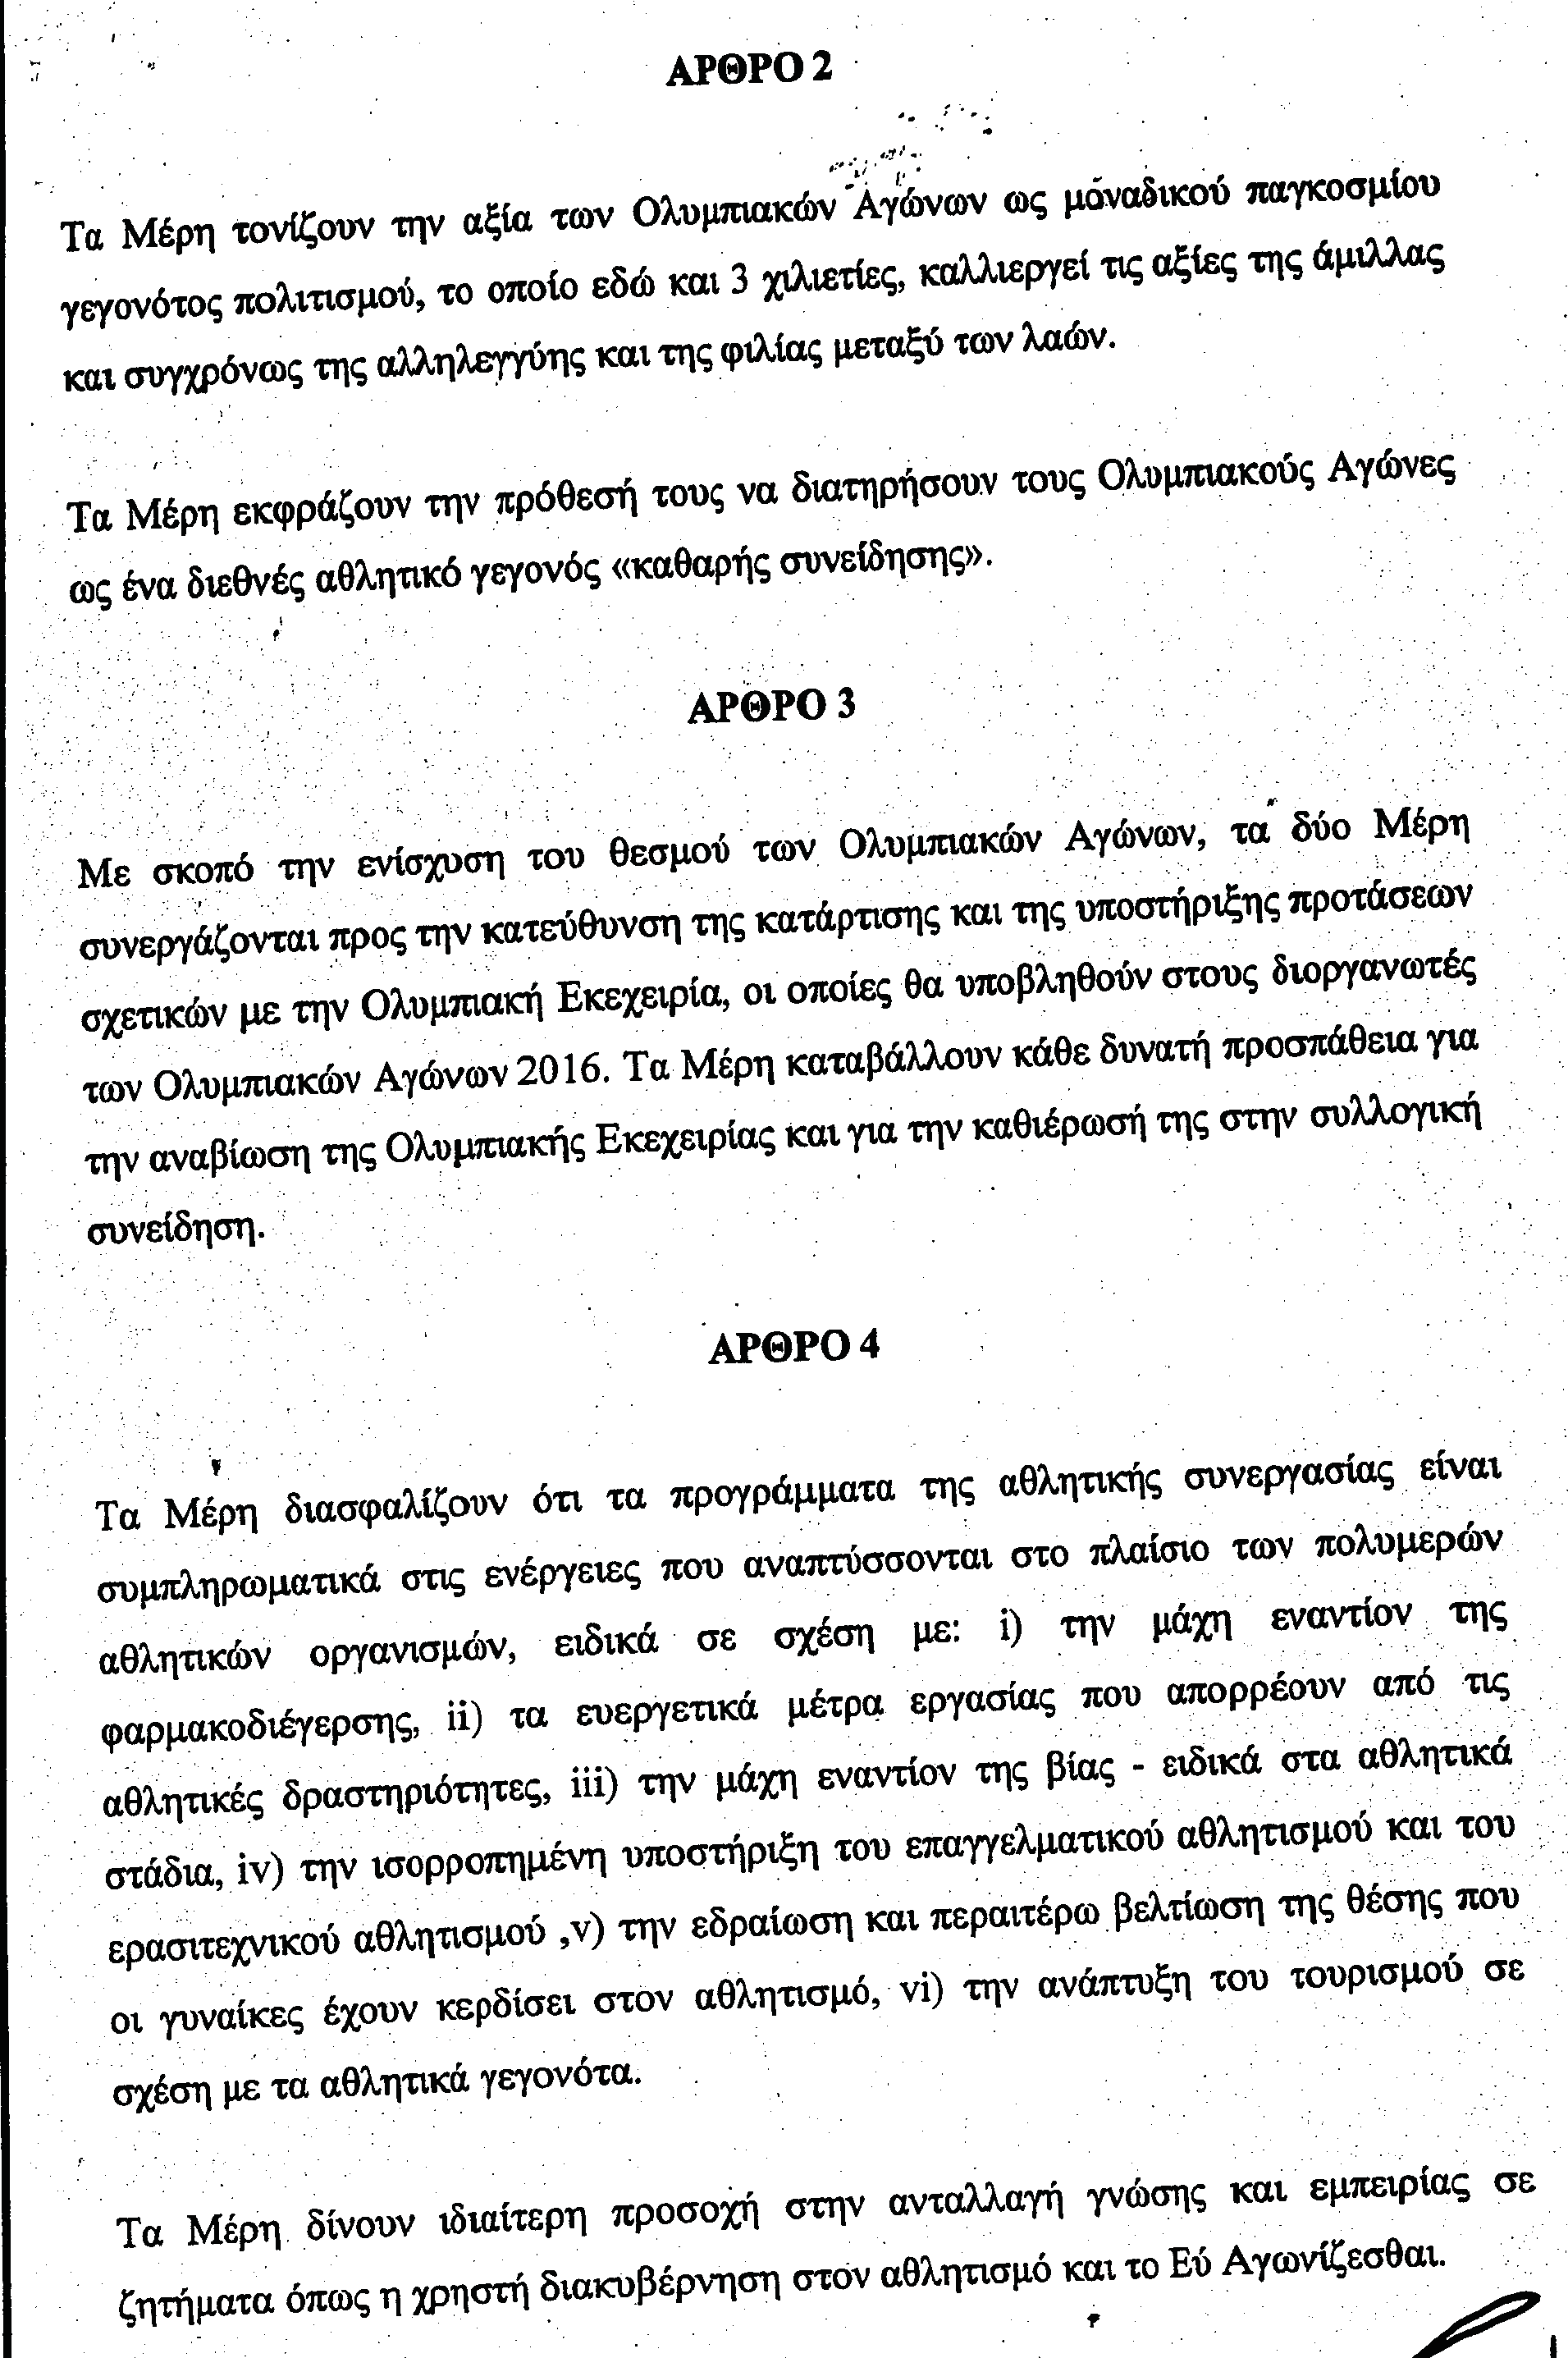 ΑΡΘΡΟ 2
Τα Μέρη τονίζουν την αξία των Ολυμπιακών Αγώνων ως μοναδικού παγκοσμίου
γεγονότος πολιτισμού, το οποίο εδώ και 3 χιλιετίες, καλλιεργεί τις αξίες της άμιλλας
και συγχρόνως της αλληλεγγύης και της φιλίας μεταξύ των λαών.
Τα Μέρη εκφράζουν την πρόθεσή τους να διατηρήσουν τους Ολυμπιακούς Αγώνες
ως ένα διεθνές αθλητικό γεγονός «καθαρής συνείδησης».
ΑΡΘΡΟ 3
Με σκοπό την ενίσχυση του θεσμού των Ολυμπιακών Αγώνων, τα δύο Μέρη
συνεργάζονται προς την κατεύθυνση της κατάρτισης και της υποστήριξης προτάσεων
σχετικών με την Ολυμπιακή Εκεχειρία, οι οποίες θα υποβληθούν στους διοργανωτές
των Ολυμπιακών Αγώνων 2016. Τα Μέρη καταβάλλουν κάθε δυνατή προσπάθεια για
την αναβίωση της Ολυμπιακής Εκεχειρίας και για την καθιέρωσή της στην συλλογική
συνείδηση.
ΑΡΘΡΟ 4
Τα Μέρη διασφαλίζουν ότι τα προγράμματα της αθλητικής συνεργασίας είναι
συμπληρωματικά στις ενέργειες που αναπτύσσονται στο πλαίσιο των πολυμερών
αθλητικών οργανισμών, ειδικά σε σχέση με: i) την μάχη εναντίον της
φαρμακοδιέγερσης, ii) τα ευεργετικά μέτρα εργασίας που απορρέουν από τις
αθλητικές δραστηριότητες, iii) την μάχη εναντίον της βίας - ειδικά στα αθλητικά
στάδια, iv) την ισορροπημένη υποστήριξη του επαγγελματικού αθλητισμού και του
ερασιτεχνικού αθλητισμού ,v) την εδραίωση και περαιτέρω βελτίωση της θέσης που
οι γυναίκες έχουν κερδίσει στον αθλητισμό, vi) την ανάπτυξη του τουρισμού σε
σχέση με τα αθλητικά γεγονότα.
Τα Μέρη δίνουν ιδιαίτερη προσοχή στην ανταλλαγή γνώσης και εμπειρίας σε
ζητήματα όπως η χρηστή διακυβέρνηση στον αθλητισμό και το Εύ Αγωνίζεσθαι.